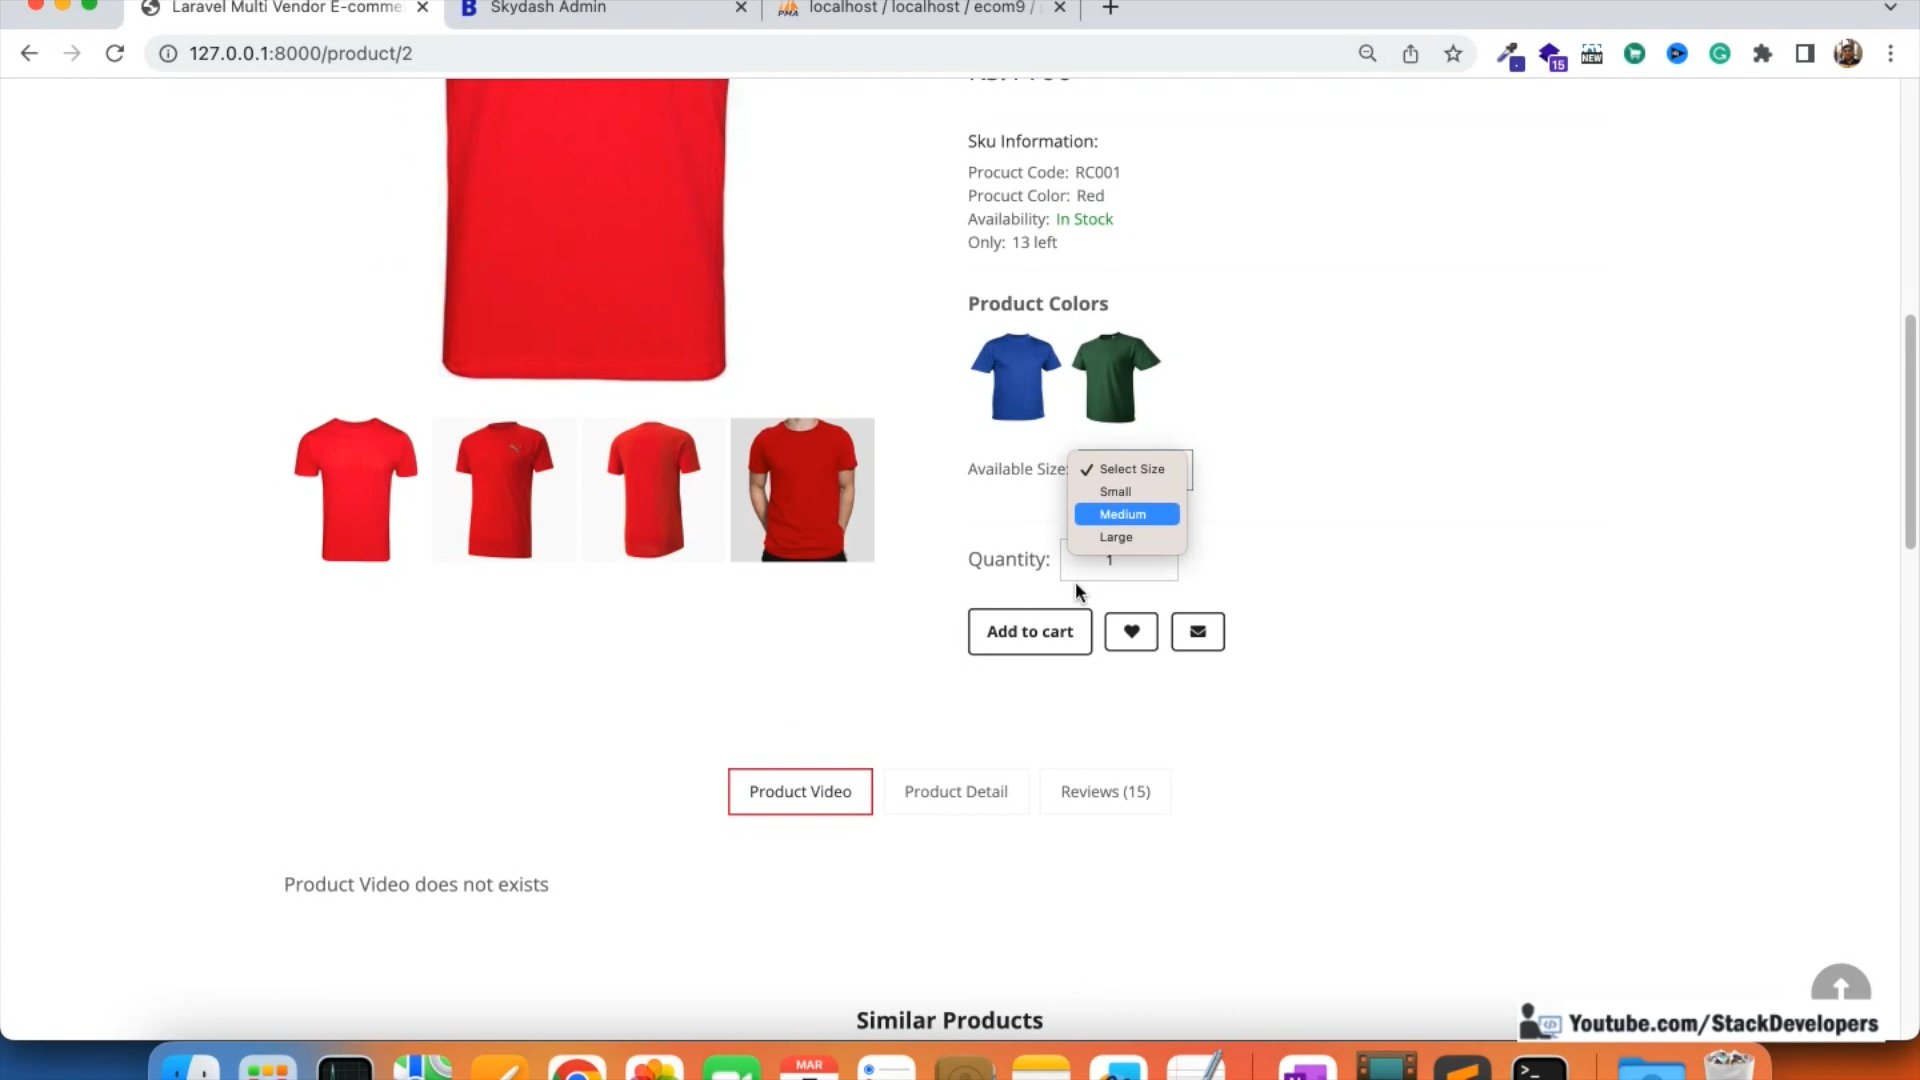 Laravel Multi Vendor E-comme
Skydash Admin
localhost / localhost / ecom9 /
127.0.0.1:8000/product/2
15
NEW
Sku Information:
Procuct Code: RC001
Procuct Color: Red
Availability: In Stock
Only: 13 left
Product Colors
Available Size:
Select Size
Small
Medium
Large
Quantity:
1
Add to cart
Product Video
Product Detail
Reviews (15)
Product Video does not exists
Similar Products
Youtube.com/StackDevelopers
MAR